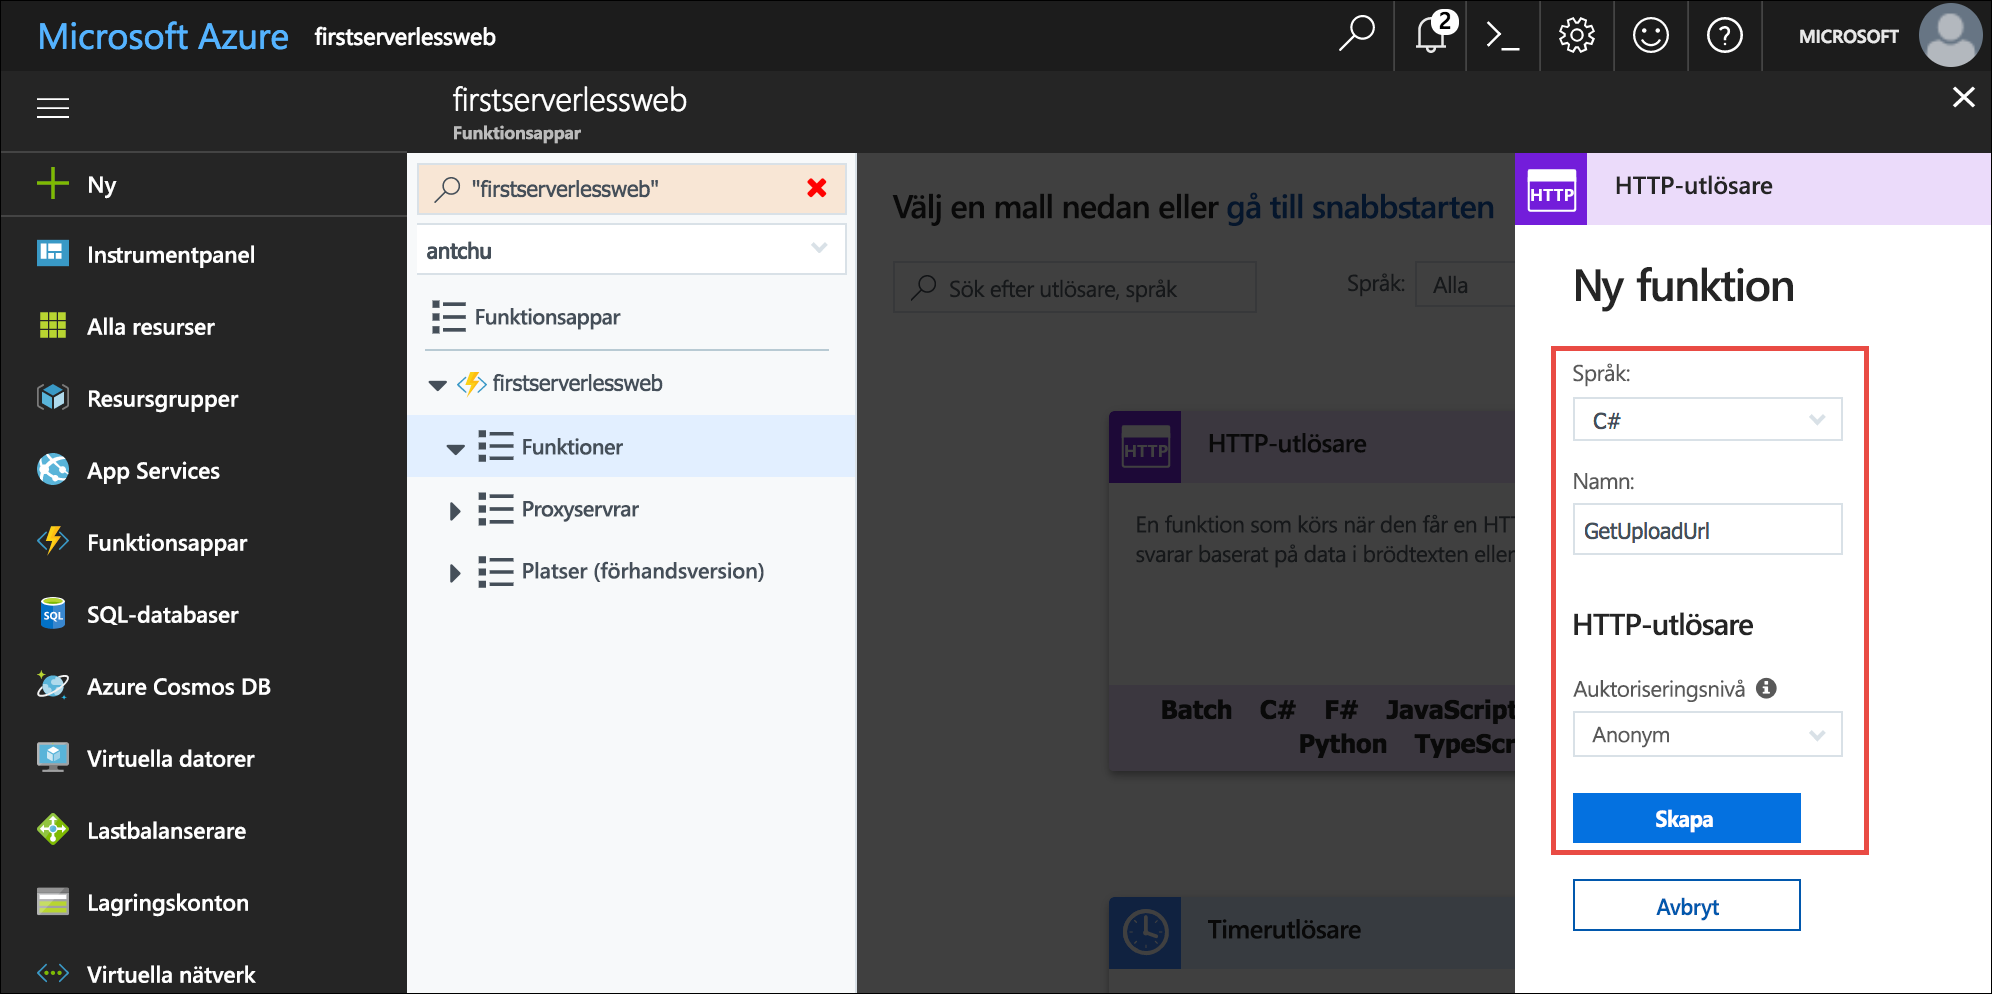 Microsoft Azure firstserverlessweb
2
MICROSOFT
firstserverlessweb
Funktionsappar
Ny
Instrumentpanel
Alla resurser
Resursgrupper
App Services
Funktionsappar
SQL
SQL-databaser
Azure Cosmos DB
Virtuella datorer
Lastbalanserare
Lagringskonton
Virtuella nätverk
"firstserverlessweb"
antchu
Funktionsappar
firstserverlessweb
Funktioner
Proxyservrar
Platser (förhandsversion)
Välj en mall nedan eller gå till snabbstarten
Sök efter utlösare, språk
Språk: Alla
HTTP
HTTP-utlösare
En funktion som körs när den får en HT
svarar baserat på data i brödtexten eller
Batch C# F# JavaScript
Python TypeScr
Timerutlösare
HTTP
HTTP-utlösare
Ny funktion
Språk:
C#
Namn:
GetUploadUrl
HTTP-utlösare
Auktoriseringsnivå
Anonym
Skapa
Avbryt